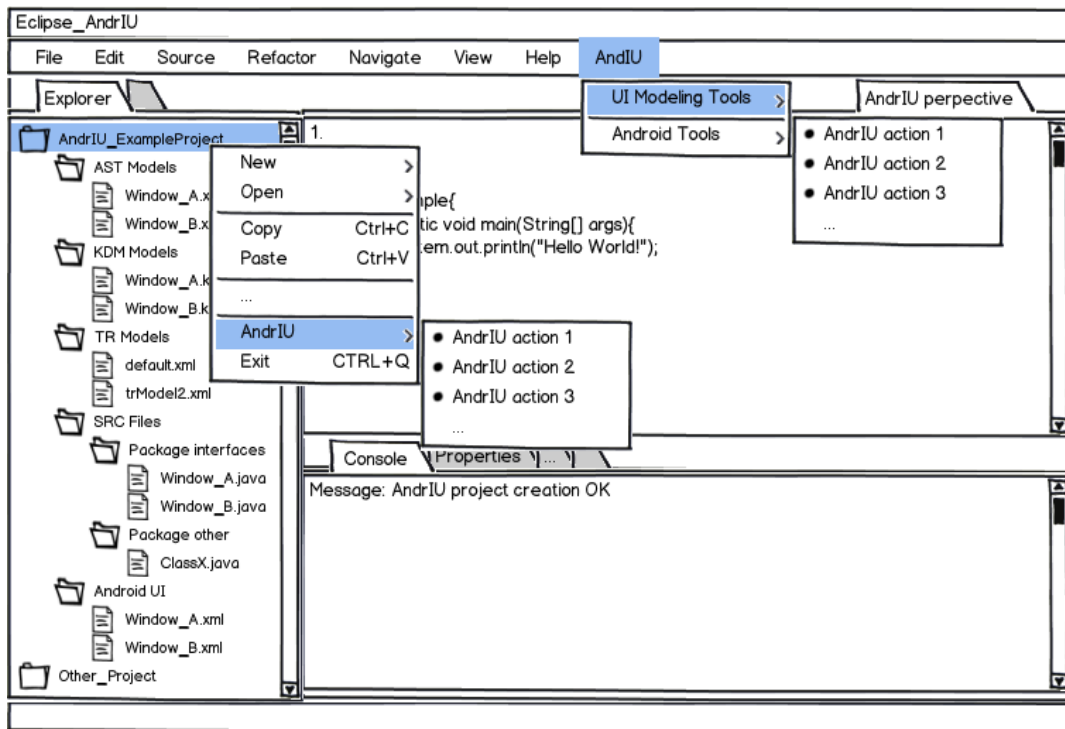 Eclipse_AndrIU
File Edit Source Refactor Navigate View Help AndIU
Explorer
UI Modeling Tools
Android Tools
AndrIU perpective
AndrIU action 1
AndrIU action 2
AndrIU action 3
...
AndrIU_ExampleProject
AST Models
Window_A.x
Window_B.x
KDM Models
Window_A.k
Window_B.k
TR Models
default.xml
trModel2.xml
SRC Files
Package interfaces
Window_A.java
Window_B.java
Package other
ClassX.java
Android UI
Window_A.xml
Window_B.xml
Other_Project
New
Open
Copy Ctrl+C
Paste Ctrl+V
...
AndrIU
Exit CTRL+Q
AndrIU action 1
AndrIU action 2
AndrIU action 3
...
1.
mple{
tic void main(String[] args){
tem.out.println("Hello World!");
Console Properties ...
Message: AndrIU project creation OK